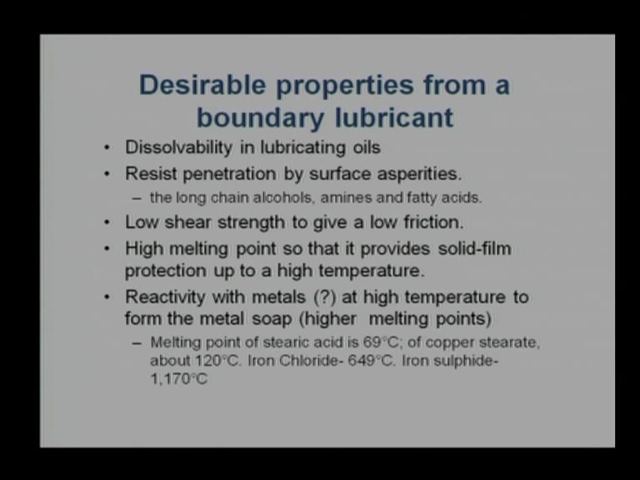 Desirable properties from a
boundary lubricant
• Dissolvability in lubricating oils
• Resist penetration by surface asperities.
– the long chain alcohols, amines and fatty acids.
• Low shear strength to give a low friction.
• High melting point so that it provides solid-film
protection up to a high temperature.
• Reactivity with metals (?) at high temperature to
form the metal soap (higher melting points)
– Melting point of stearic acid is 69°C; of copper stearate,
about 120°C. Iron Chloride- 649°C. Iron sulphide-
1,170°C